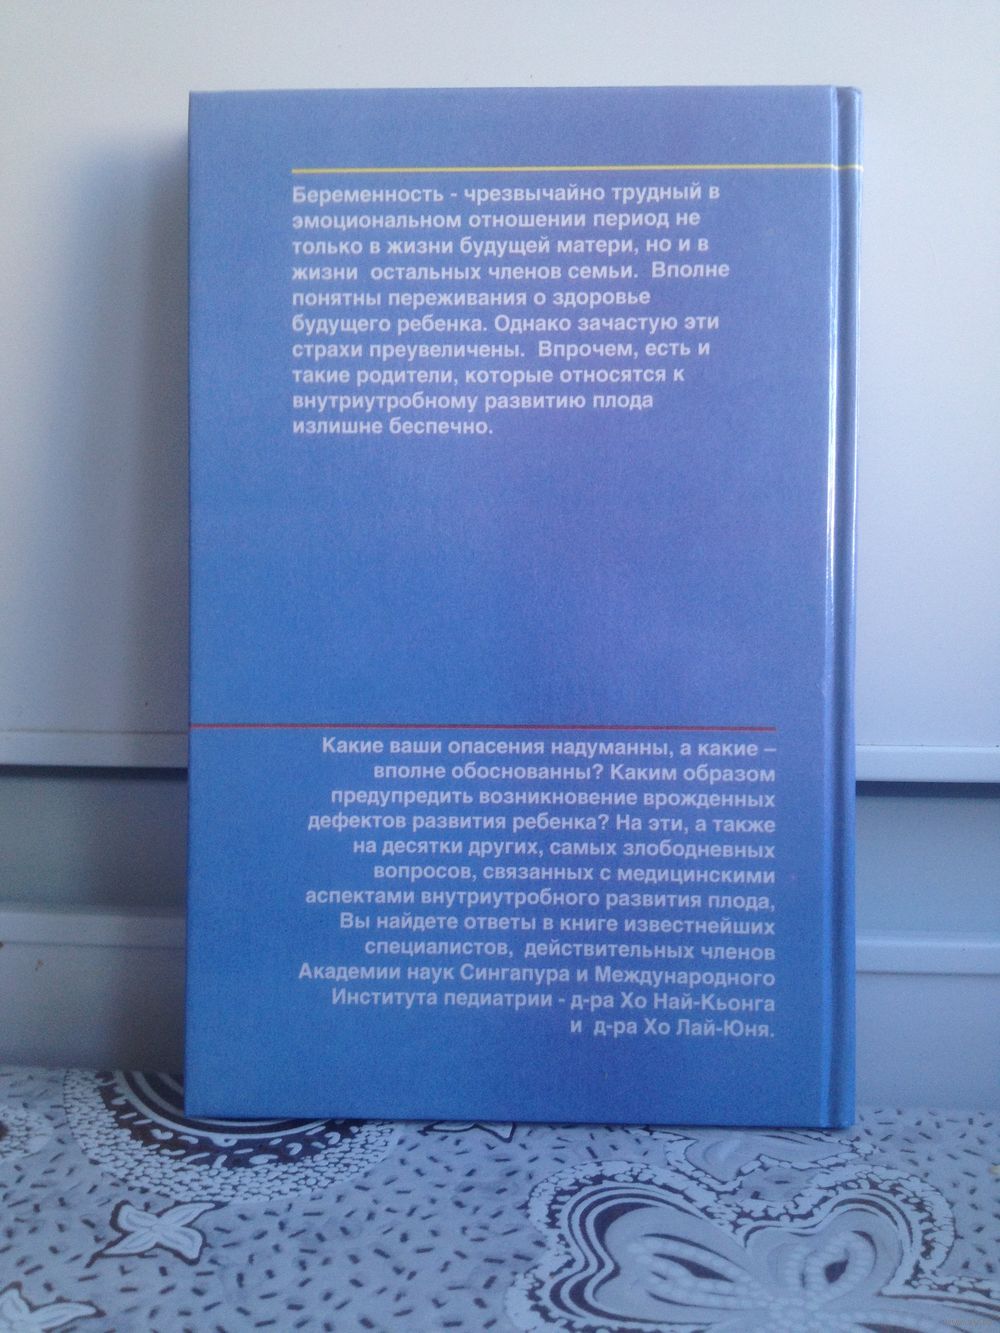 Беременность - чрезвычайно трудный в
эмоциональном отношении период не
только в жизни будущей матери, но и в
жизни остальных членов семьи. Вполне
понятны переживания о здоровье
будущего ребенка. Однако зачастую эти
страхи преувеличены. Впрочем, есть и
такие родители, которые относятся к
внутриутробному развитию плода
излишне беспечно.
Какие ваши опасения надуманны, а какие –
вполне обоснованны? Каким образом
предупредить возникновение врожденных
дефектов развития ребенка? На эти, а также
на десятки других, самых злободневных
вопросов, связанных с медицинскими
аспектами внутриутробного развития плода,
Вы найдете ответы в книге известнейших
специалистов, действительных членов
Академии наук Сингапура и Международного
Института педиатрии - д-ра Хо Най-Кьонга
и д-ра Хо Лай-Юня.